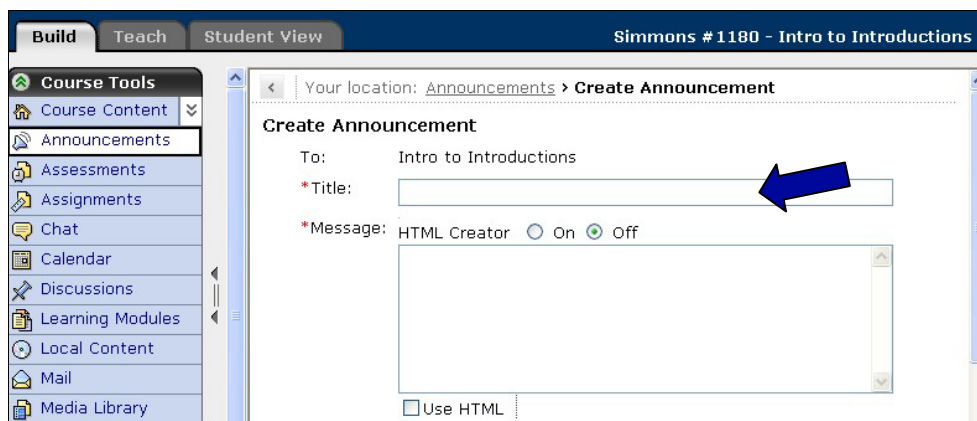 Build Teach Student View Simmons #1180 - Intro to Introductions
Course Tools
Course Content
Announcements
Assessments
Assignments
Chat
Calendar
Discussions
Learning Modules
Local Content
Mail
Media Library
Your location: Announcements › Create Announcement
Create Announcement
To: Intro to Introductions
*Title:
*Message: HTML Creator On Off
Use HTML